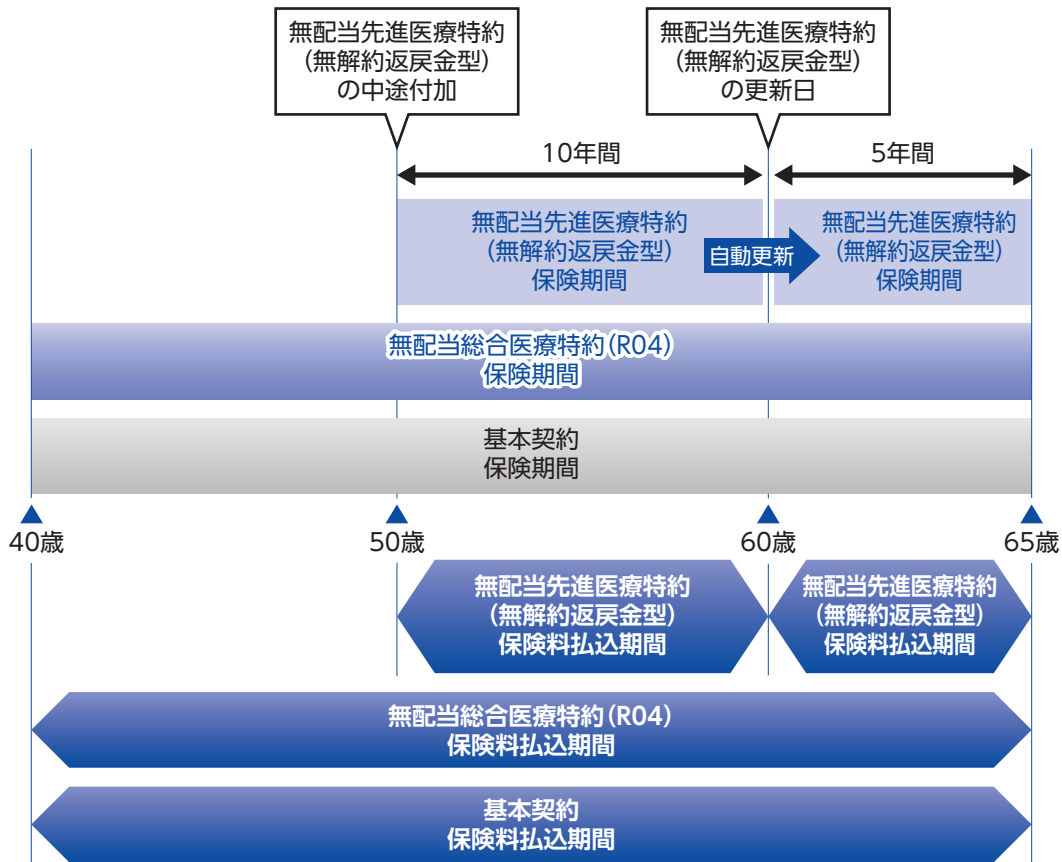 無配当先進医療特約
(無解約返戻金型)
の中途付加
無配当先進医療特約
(無解約返戻金型)
の更新日
10年間
5年間
無配当先進医療特約
(無解約返戻金型)
保険期間
自動更新
無配当先進医療特約
(無解約返戻金型)
保険期間
無配当総合医療特約(R04)
保険期間
基本契約
保険期間
40歳
50歳
60歳
65歳
無配当先進医療特約
(無解約返戻金型)
保険料払込期間
無配当先進医療特約
(無解約返戻金型)
保険料払込期間
無配当総合医療特約(R04)
保険料払込期間
基本契約
保険料払込期間